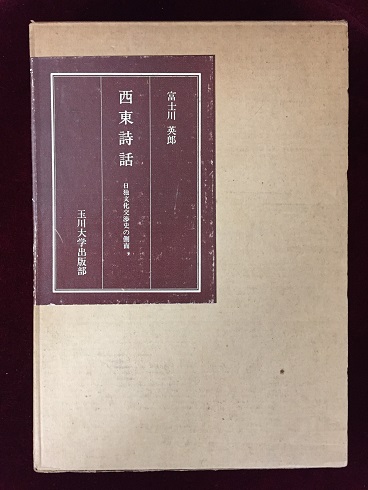 富士川 英郎
西東詩話
日独文化交渉史の側面
玉川大学出版部